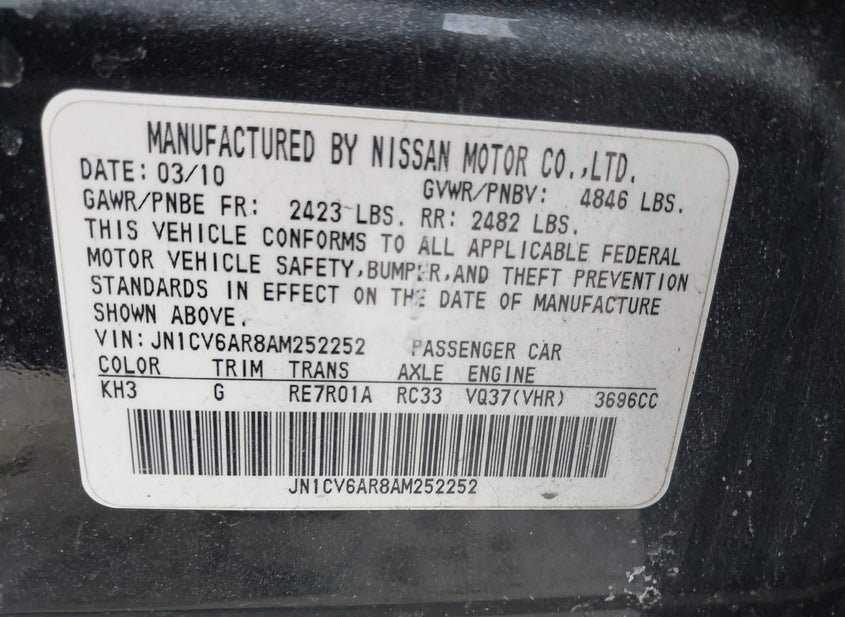 MANUFACTURED BY NISSAN MOTOR CO.,LTD.
DATE: 03/10 GVWR/PNBV: 4846 LBS.
GAWR/PNBE FR: 2423 LBS. RR: 2482 LBS.
THIS VEHICLE CONFORMS TO ALL APPLICABLE FEDERAL
MOTOR VEHICLE SAFETY,BUMPER,AND THEFT PREVENTION
STANDARDS IN EFFECT ON THE DATE OF MANUFACTURE
SHOWN ABOVE.
VIN:JN1CV6AR8AM252252 PASSENGER CAR
COLOR TRIM TRANS AXLE ENGINE
KH3 G RE7R01A RC33 VQ37(VHR) 3696CC
JN1CV6AR8AM252252